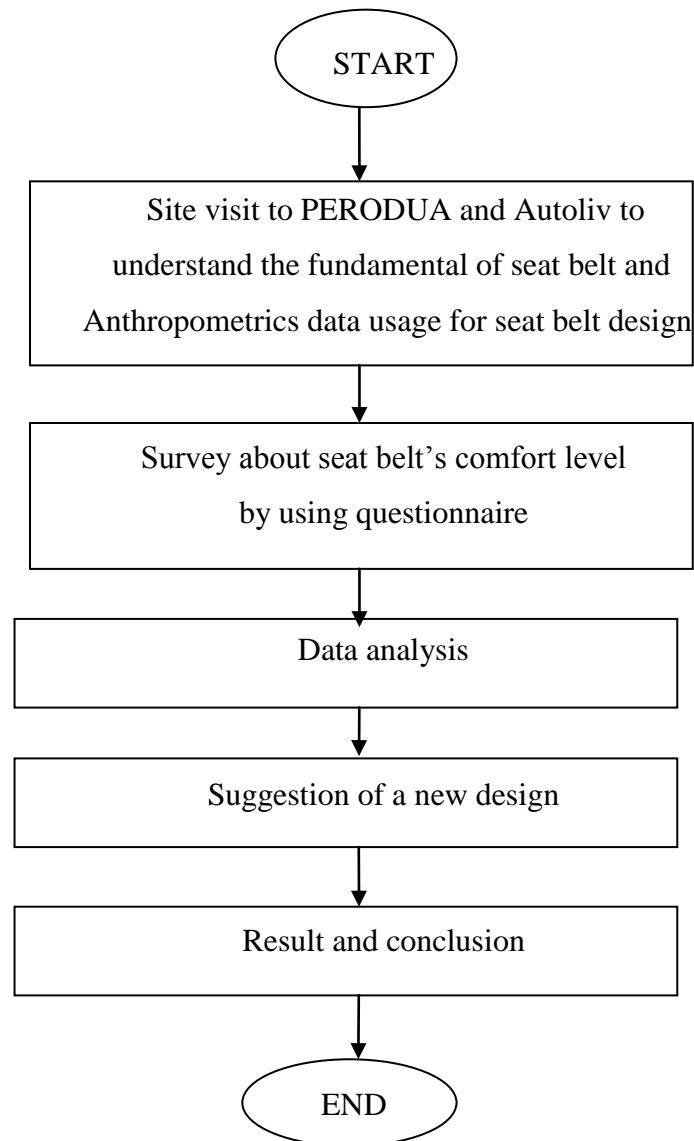 START
Site visit to PERODUA and Autoliv to
understand the fundamental of seat belt and
Anthropometrics data usage for seat belt design
Survey about seat belt’s comfort level
by using questionnaire
Data analysis
Suggestion of a new design
Result and conclusion
END